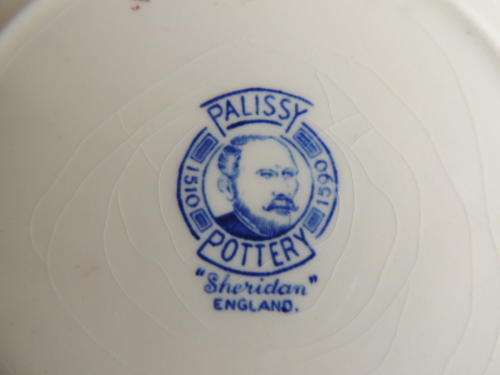 PALISSY
1510 1590
POTTERY
"Sheridan"
ENGLAND.